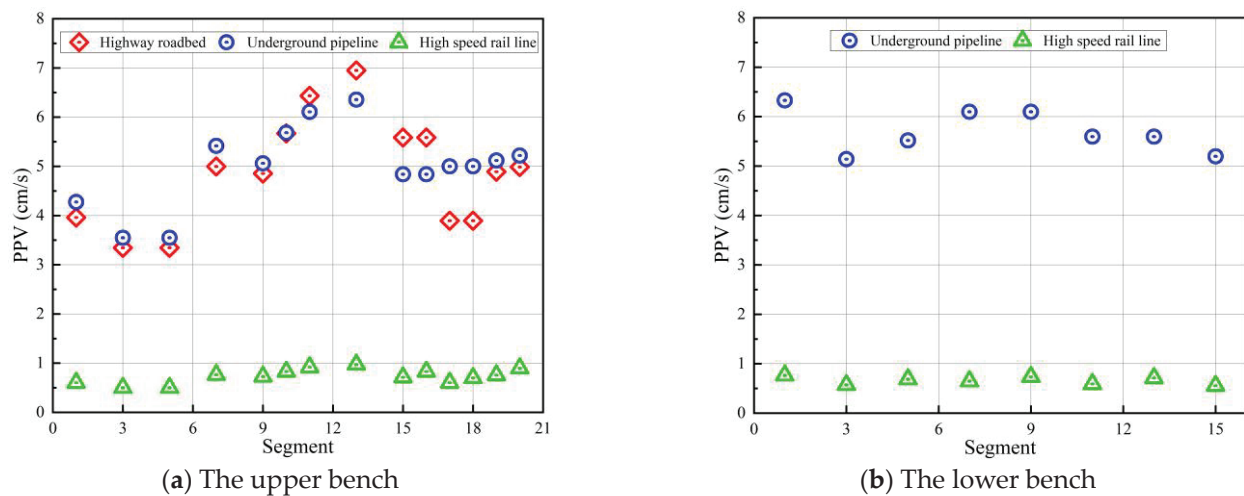 8
7
6
5
4
3
2
1
0
PPV (cm/s)
Highway roadbed Underground pipeline High speed rail line
0 3 6 9 12 15 18 21
Segment
(a) The upper bench
8
7
6
5
4
3
2
1
0
PPV (cm/s)
Underground pipeline High speed rail line
0 3 6 9 12 15
Segment
(b) The lower bench